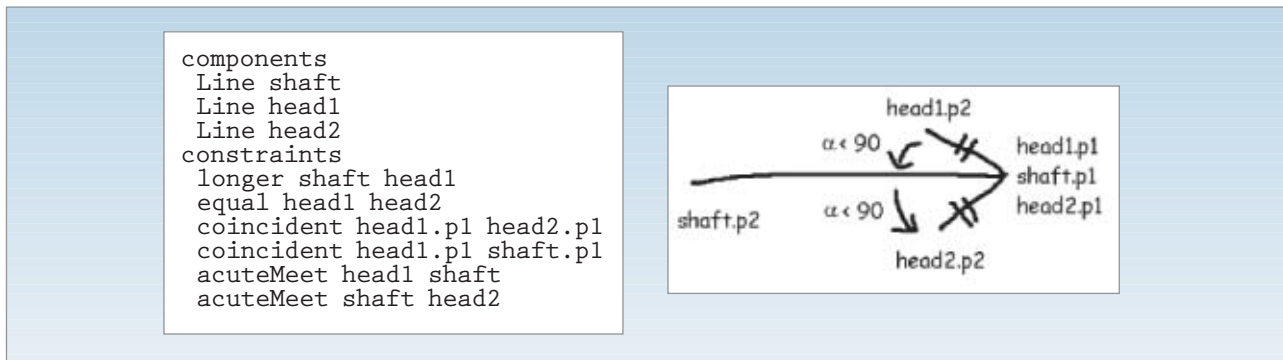 components
Line shaft
Line head1
Line head2
constraints
longer shaft head1
equal head1 head2
coincident head1.p1 head2.p1
coincident head1.p1 shaft.p1
acuteMeet head1 shaft
acuteMeet shaft head2
head1.p2
α < 90
head1.p1
shaft.p1
head2.p1
shaft.p2
α < 90
head2.p2